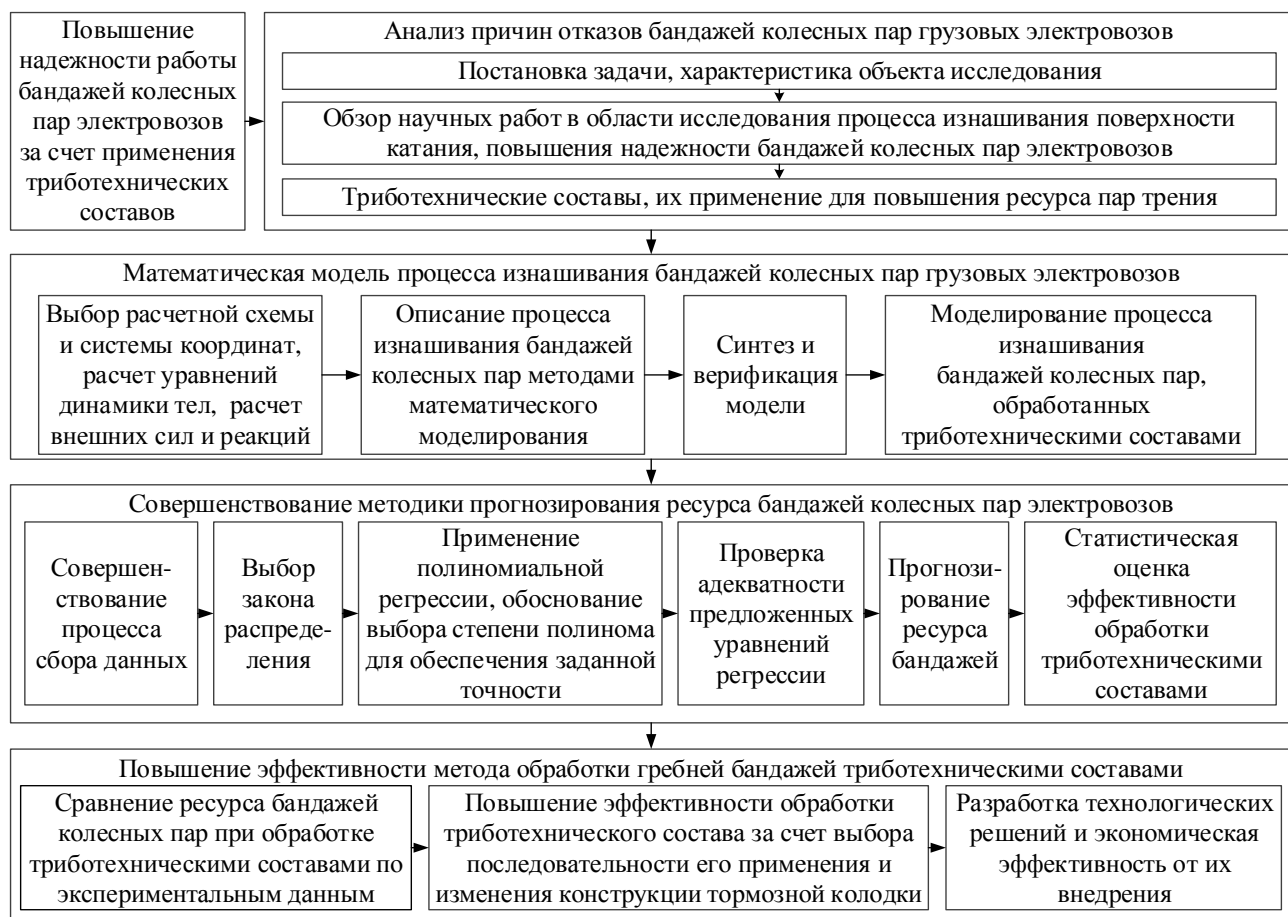 Повышение
надежности работы
бандажей колесных
пар электровозов
за счет применения
триботехнических
составов
Анализ причин отказов бандажей колесных пар грузовых электровозов
Постановка задачи, характеристика объекта исследования
Обзор научных работ в области исследования процесса изнашивания поверхности
катания, повышения надежности бандажей колесных пар электровозов
Триботехнические составы, их применение для повышения ресурса пар трения
Математическая модель процесса изнашивания бандажей колесных пар грузовых электровозов
Выбор расчетной схемы
и системы координат,
расчет уравнений
динамики тел, расчет
внешних сил и реакций
Описание процесса
изнашивания бандажей
колесных пар методами
математического
моделирования
Синтез и
верификация
модели
Моделирование процесса
изнашивания
бандажей колесных пар,
обработанных
триботехническими составами
Совершенствование методики прогнозирования ресурса бандажей колесных пар электровозов
Совершен-
ствование
процесса
сбора данных
Выбор
закона
распреде-
ления
Применение
полиномиальной
регрессии, обоснование
выбора степени полинома
для обеспечения заданной
точности
Проверка
адекватности
предложенных
уравнений
регрессии
Прогнози-
рование
ресурса
бандажей
Статистическая
оценка
эффективности
обработки
триботехническими
составами
Повышение эффективности метода обработки гребней бандажей триботехническими составами
Сравнение ресурса бандажей
колесных пар при обработке
триботехническими составами по
экспериментальным данным
Повышение эффективности обработки
триботехнического состава за счет выбора
последовательности его применения и
изменения конструкции тормозной колодки
Разработка технологических
решений и экономическая
эффективность от их
внедрения